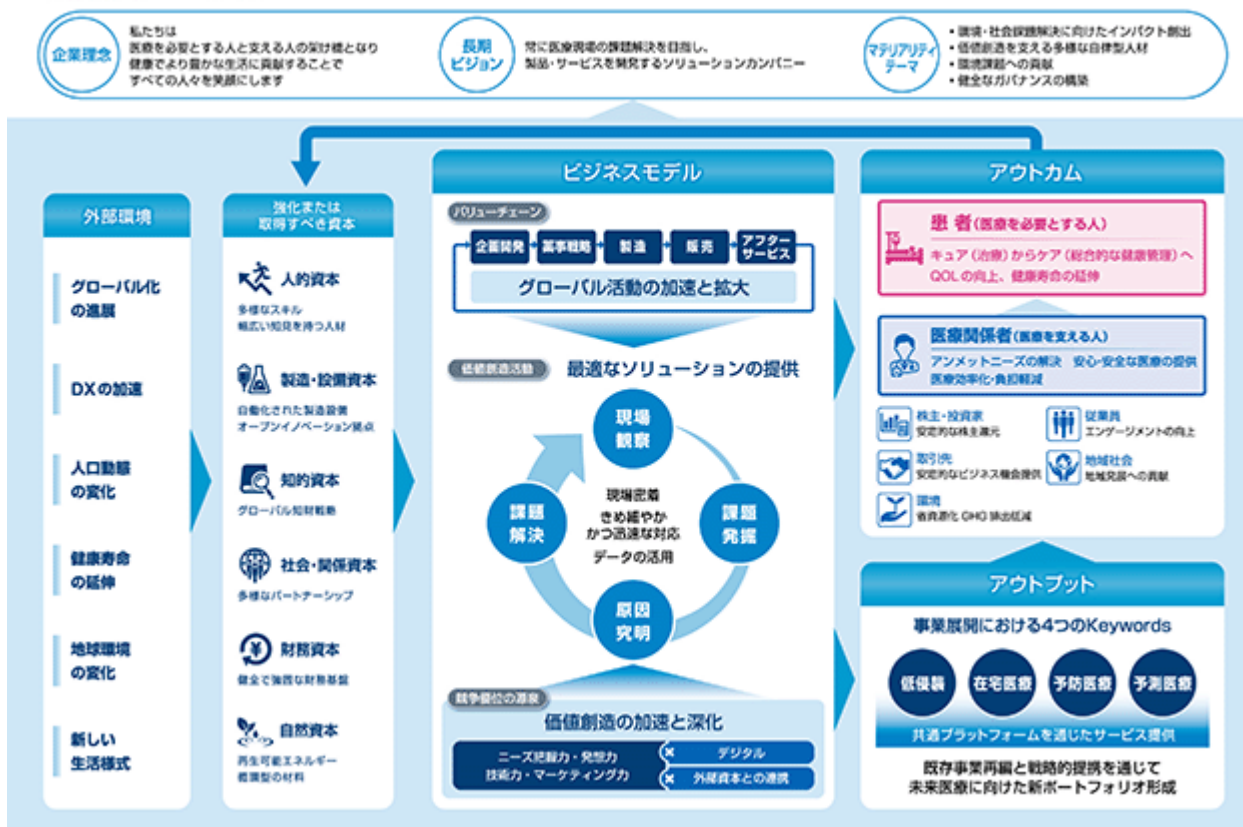 企業理念
私たちは
医療を必要とする人と支える人の架け橋となり
健康でより豊かな生活に貢献することで
すべての人々を笑顔にします
長期
ビジョン
常に医療現場の課題解決を目指し、
製品・サービスを開発するソリューションカンパニー
マテリアリティ
テーマ
・環境・社会課題解決に向けたインパクト創出
・価値創造を支える多様な自律型人材
・環境課題への貢献
・健全なガバナンスの構築
外部環境
グローバル化
の進展
DXの加速
人口動態
の変化
健康寿命
の延伸
地球環境
の変化
新しい
生活様式
強化または
取得すべき資本
人的資本
多様なスキル
幅広い知見を持つ人材
製造・設備資本
自動化された製造設備
オープンイノベーション拠点
知的資本
グローバル知財戦略
社会・関係資本
多様なパートナーシップ
財務資本
健全で強固な財務基盤
自然資本
再生可能エネルギー
循環型の材料
ビジネスモデル
バリューチェーン
企画開発
薬事戦略
製造
販売
アフター
サービス
グローバル活動の加速と拡大
価値創造活動
最適なソリューションの提供
現場
観察
課題
発掘
原因
究明
課題
解決
現場密着
きめ細やか
かつ迅速な対応
データの活用
競争優位の源泉
価値創造の加速と深化
ニーズ把握力・発想力
技術力・マーケティング力
× デジタル
× 外部資本との連携
アウトカム
患者(医療を必要とする人)
キュア(治療)からケア(総合的な健康管理)へ
QOLの向上、健康寿命の延伸
医療関係者(医療を支える人)
アンメットニーズの解決 安心・安全な医療の提供
医療効率化・負担軽減
株主・投資家
安定的な株主還元
従業員
エンゲージメントの向上
取引先
安定的なビジネス機会提供
地域社会
地域発展への貢献
環境
省資源化 GHG 排出低減
アウトプット
事業展開における4つのKeywords
低侵襲
在宅医療
予防医療
予測医療
共通プラットフォームを通じたサービス提供
既存事業再編と戦略的提携を通じて
未来医療に向けた新ポートフォリオ形成